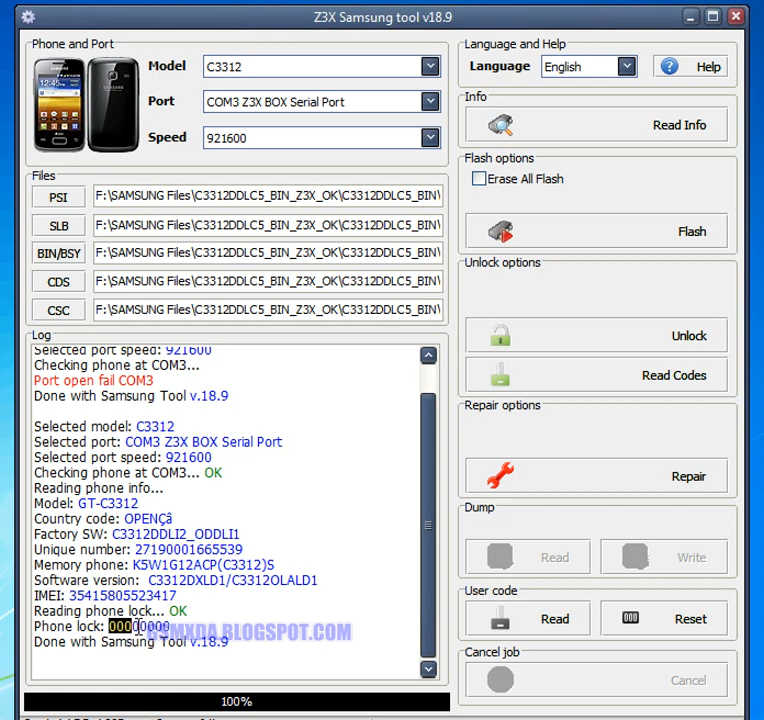 Z3X Samsung tool v18.9
Phone and Port
Model C3312
Port COM3 Z3X BOX Serial Port
Speed 921600
Files
PSI F:\SAMSUNG Files\C3312DDLC5_BIN_Z3X_OK\C3312DDLC5_BIN\
SLB F:\SAMSUNG Files\C3312DDLC5_BIN_Z3X_OK\C3312DDLC5_BIN\
BIN/BSY F:\SAMSUNG Files\C3312DDLC5_BIN_Z3X_OK\C3312DDLC5_BIN\
CDS F:\SAMSUNG Files\C3312DDLC5_BIN_Z3X_OK\C3312DDLC5_BIN\
CSC F:\SAMSUNG Files\C3312DDLC5_BIN_Z3X_OK\C3312DDLC5_BIN\
Log
Selected port speed: 921600
Checking phone at COM3...
Port open fail COM3
Done with Samsung Tool v.18.9
Selected model: C3312
Selected port: COM3 Z3X BOX Serial Port
Selected port speed: 921600
Checking phone at COM3... OK
Reading phone info...
Model: GT-C3312
Country code: OPENÇâ
Factory SW: C3312DDLI2_ODDLI1
Unique number: 27190001665539
Memory phone: K5W1G12ACP(C3312)S
Software version: C3312DXLD1/C3312OLALD1
IMEI: 35415805523417
Reading phone lock... OK
Phone lock: 00000000
GSMXDA.BLOGSPOT.COM
Done with Samsung Tool v.18.9
100%
Language and Help
Language English Help
Info
Read Info
Flash options
Erase All Flash
Flash
Unlock options
Unlock
Read Codes
Repair options
Repair
Dump
Read Write
User code
Read 000 Reset
Cancel job
Cancel